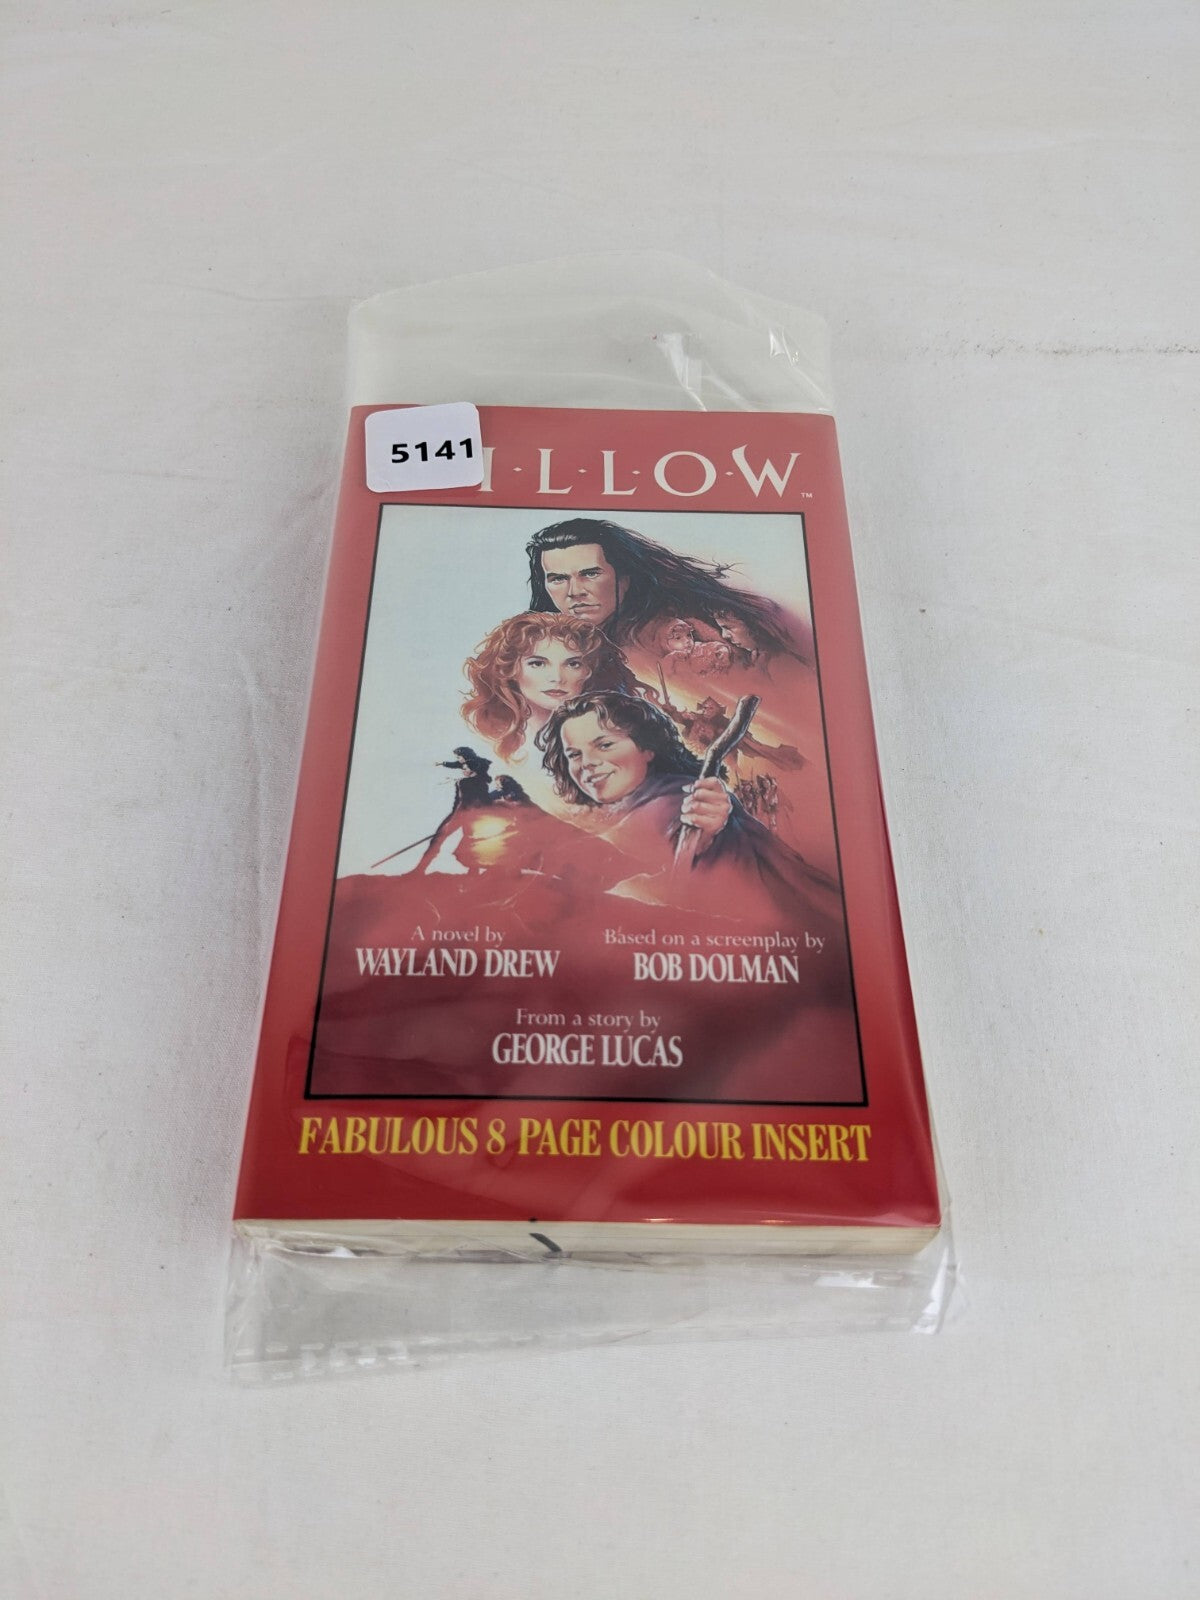 5141
I·L·L·O·W™
A novel by
WAYLAND DREW
Based on a screenplay by
BOB DOLMAN
From a story by
GEORGE LUCAS
FABULOUS 8 PAGE COLOUR INSERT